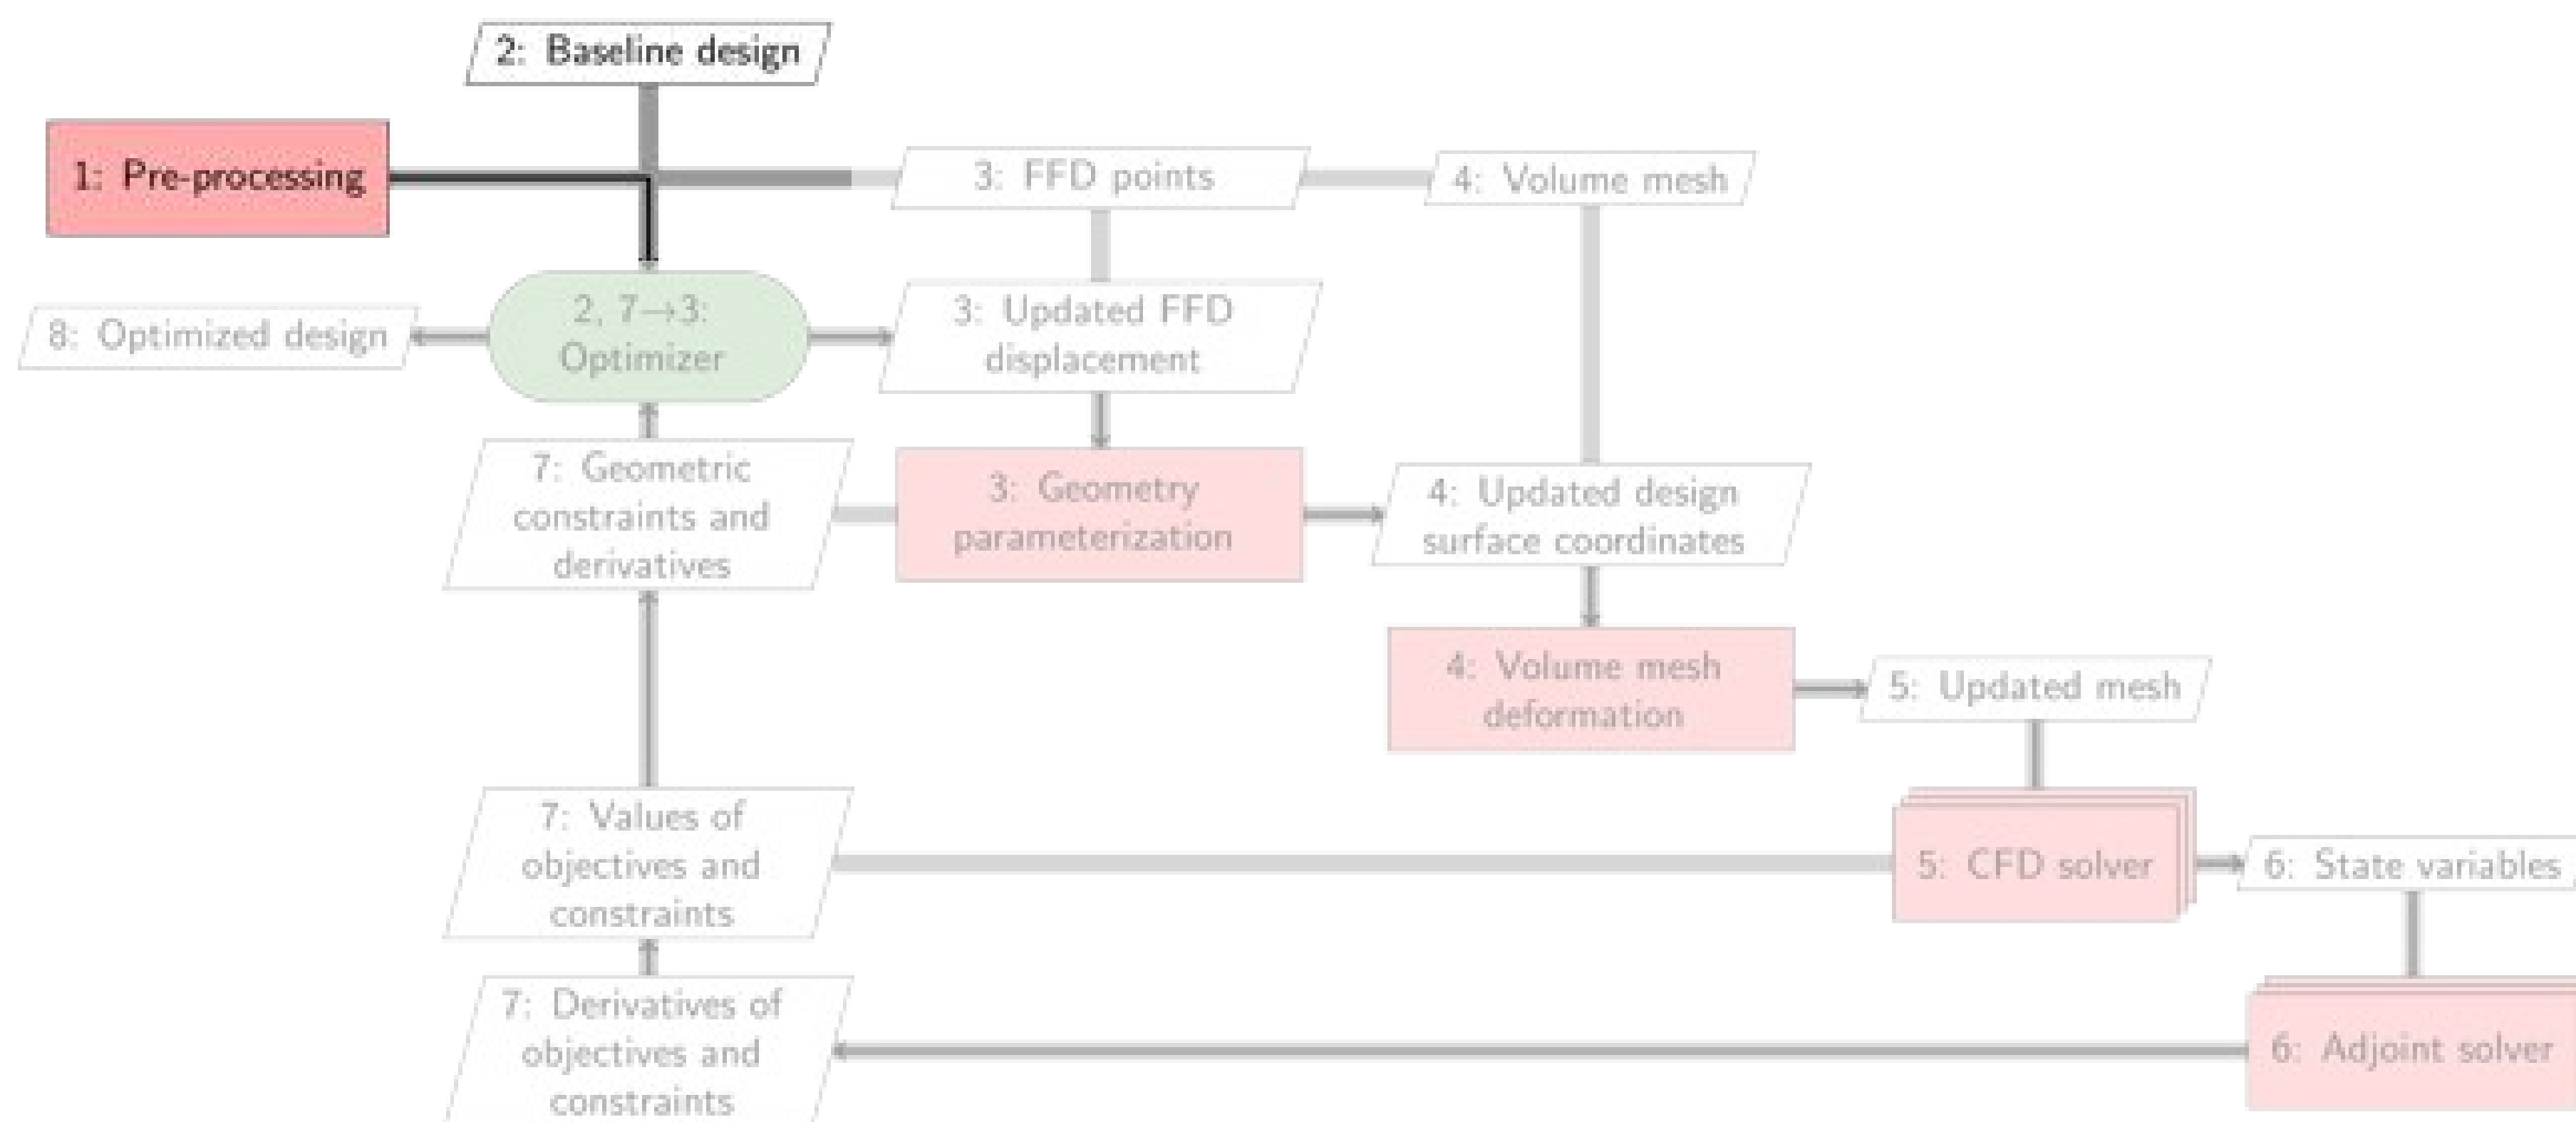 2: Baseline design
1: Pre-processing
3: FFD points
4: Volume mesh
8: Optimized design
2, 7→3:
Optimizer
3: Updated FFD
displacement
7: Geometric
constraints and
derivatives
3: Geometry
parameterization
4: Updated design
surface coordinates
4: Volume mesh
deformation
5: Updated mesh
7: Values of
objectives and
constraints
5: CFD solver
6: State variables
7: Derivatives of
objectives and
constraints
6: Adjoint solver